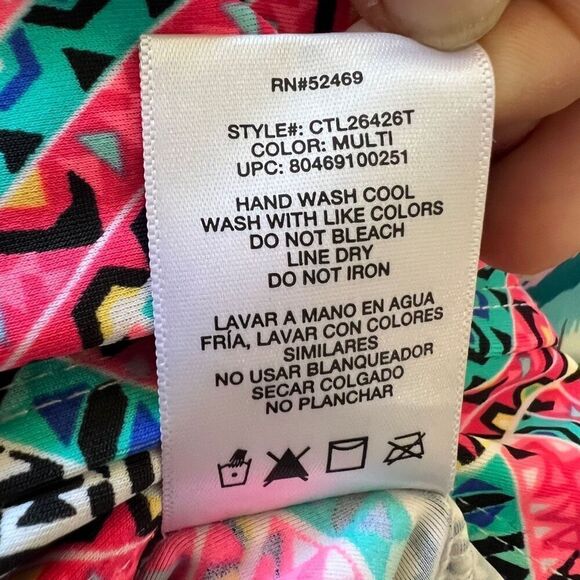 RN#52469
STYLE#: CTL26426T
COLOR: MULTI
UPC: 80469100251
HAND WASH COOL
WASH WITH LIKE COLORS
DO NOT BLEACH
LINE DRY
DO NOT IRON
LAVAR A MANO EN AGUA
FRÍA, LAVAR CON COLORES
SIMILARES
NO USAR BLANQUEADOR
SECAR COLGADO
NO PLANCHAR